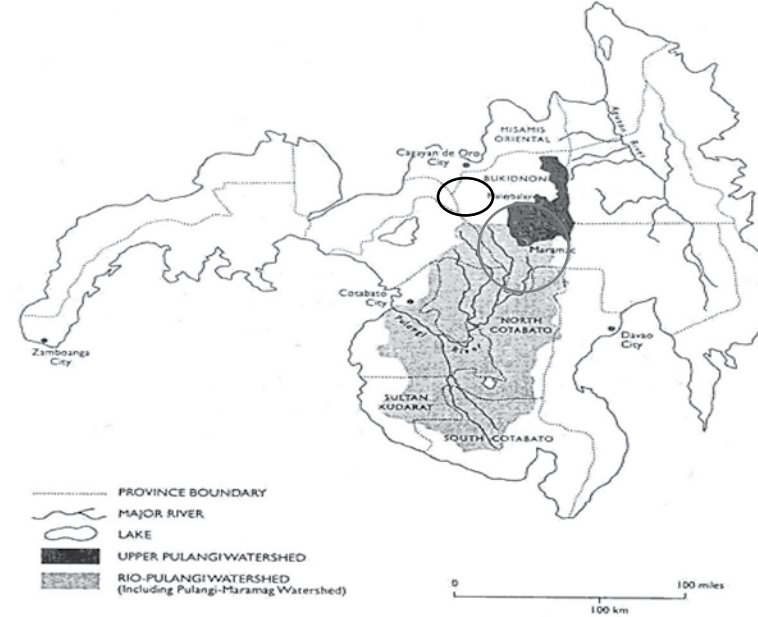 MISAMIS
ORIENTAL
Agusan River
Cagayan de Oro
City
BUKIDNON
Maramag
Cotabato
City
Pulangi
River
NORTH
COTABATO
Davao
City
Zamboanga
City
SULTAN
KUDARAT
SOUTH COTABATO
PROVINCE BOUNDARY
MAJOR RIVER
LAKE
UPPER PULANGI WATERSHED
RIO-PULANGI WATERSHED
(Including Pulangi-Maramag Watershed)
0
100 miles
100 km